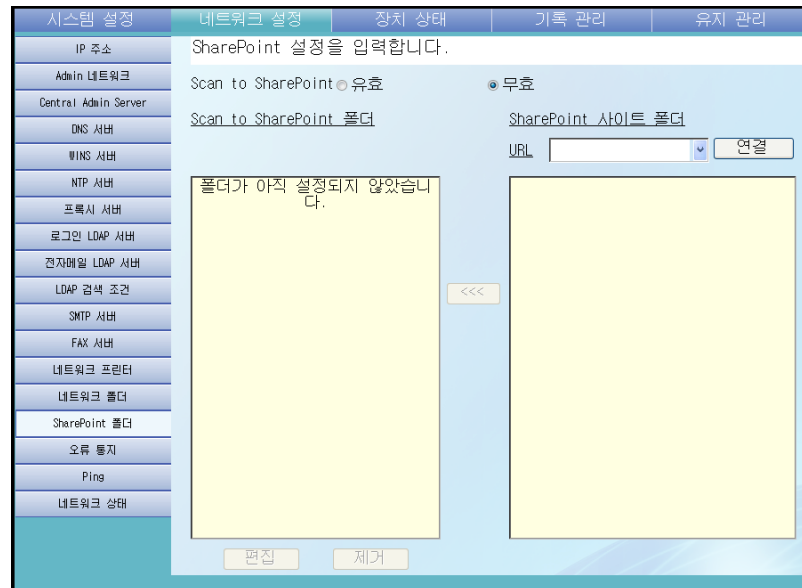 시스템 설정 네트워크 설정 장치 상태 기록 관리 유지 관리
IP 주소
Admin 네트워크
Central Admin Server
DNS 서버
WINS 서버
NTP 서버
프록시 서버
로그인 LDAP 서버
전자메일 LDAP 서버
LDAP 검색 조건
SMTP 서버
FAX 서버
네트워크 프린터
네트워크 폴더
SharePoint 폴더
오류 통지
Ping
네트워크 상태
SharePoint 설정을 입력합니다.
Scan to SharePoint 유효 무효
Scan to SharePoint 폴더
SharePoint 사이트 폴더
URL 연결
폴더가 아직 설정되지 않았습니
다.
<<<
편집 제거